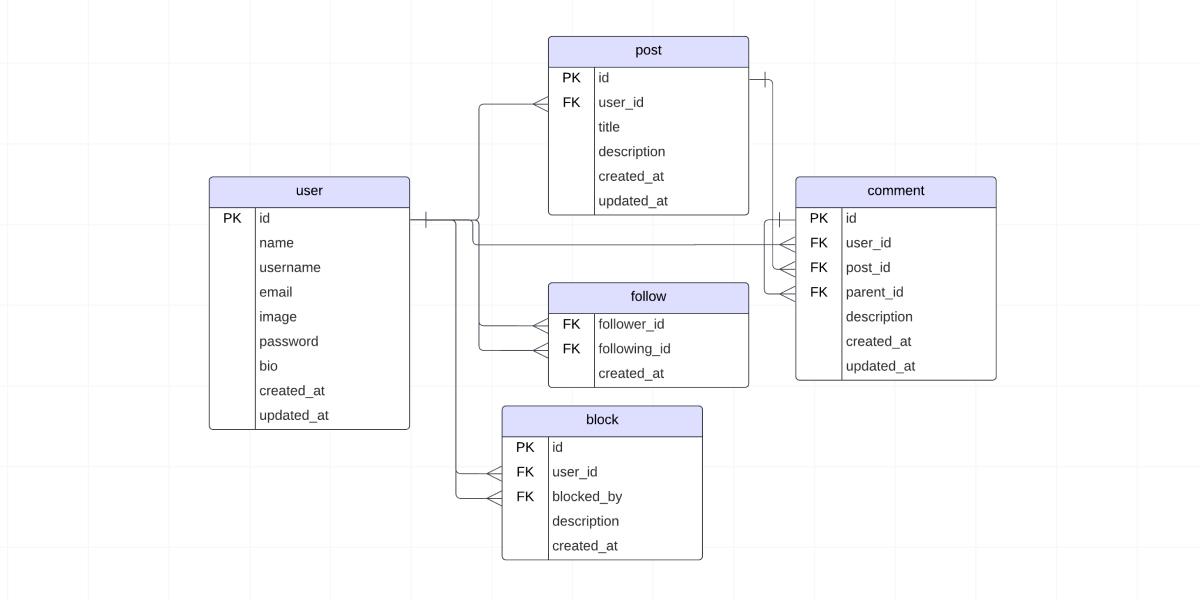 post
PK id
FK user_id
title
description
created_at
updated_at
user
PK id
name
username
email
image
password
bio
created_at
updated_at
comment
PK id
FK user_id
FK post_id
FK parent_id
description
created_at
updated_at
follow
FK follower_id
FK following_id
created_at
block
PK id
FK user_id
FK blocked_by
description
created_at